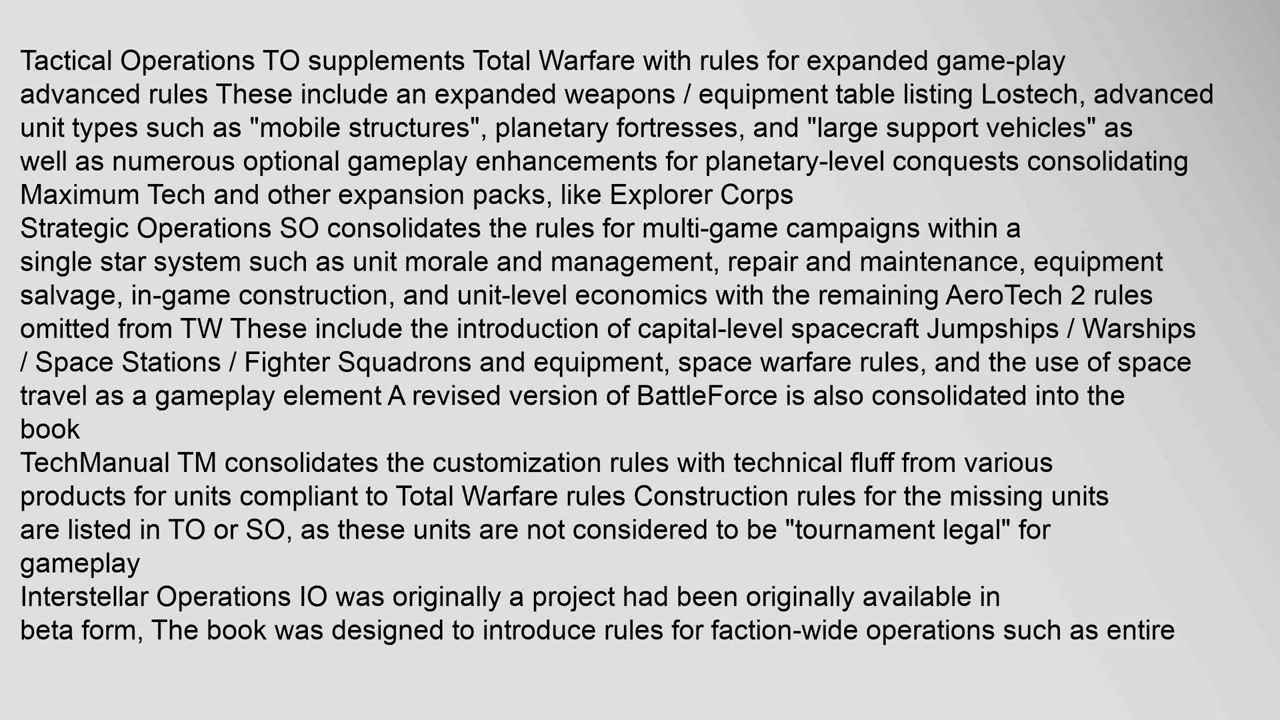 Tactical Operations TO supplements Total Warfare with rules for expanded game-play
advanced rules These include an expanded weapons / equipment table listing Lostech, advanced
unit types such as "mobile structures", planetary fortresses, and "large support vehicles" as
well as numerous optional gameplay enhancements for planetary-level conquests consolidating
Maximum Tech and other expansion packs, like Explorer Corps
Strategic Operations SO consolidates the rules for multi-game campaigns within a
single star system such as unit morale and management, repair and maintenance, equipment
salvage, in-game construction, and unit-level economics with the remaining AeroTech 2 rules
omitted from TW These include the introduction of capital-level spacecraft Jumpships / Warships
/ Space Stations / Fighter Squadrons and equipment, space warfare rules, and the use of space
travel as a gameplay element A revised version of BattleForce is also consolidated into the
book
TechManual TM consolidates the customization rules with technical fluff from various
products for units compliant to Total Warfare rules Construction rules for the missing units
are listed in TO or SO, as these units are not considered to be "tournament legal" for
gameplay
Interstellar Operations IO was originally a project had been originally available in
beta form, The book was designed to introduce rules for faction-wide operations such as entire